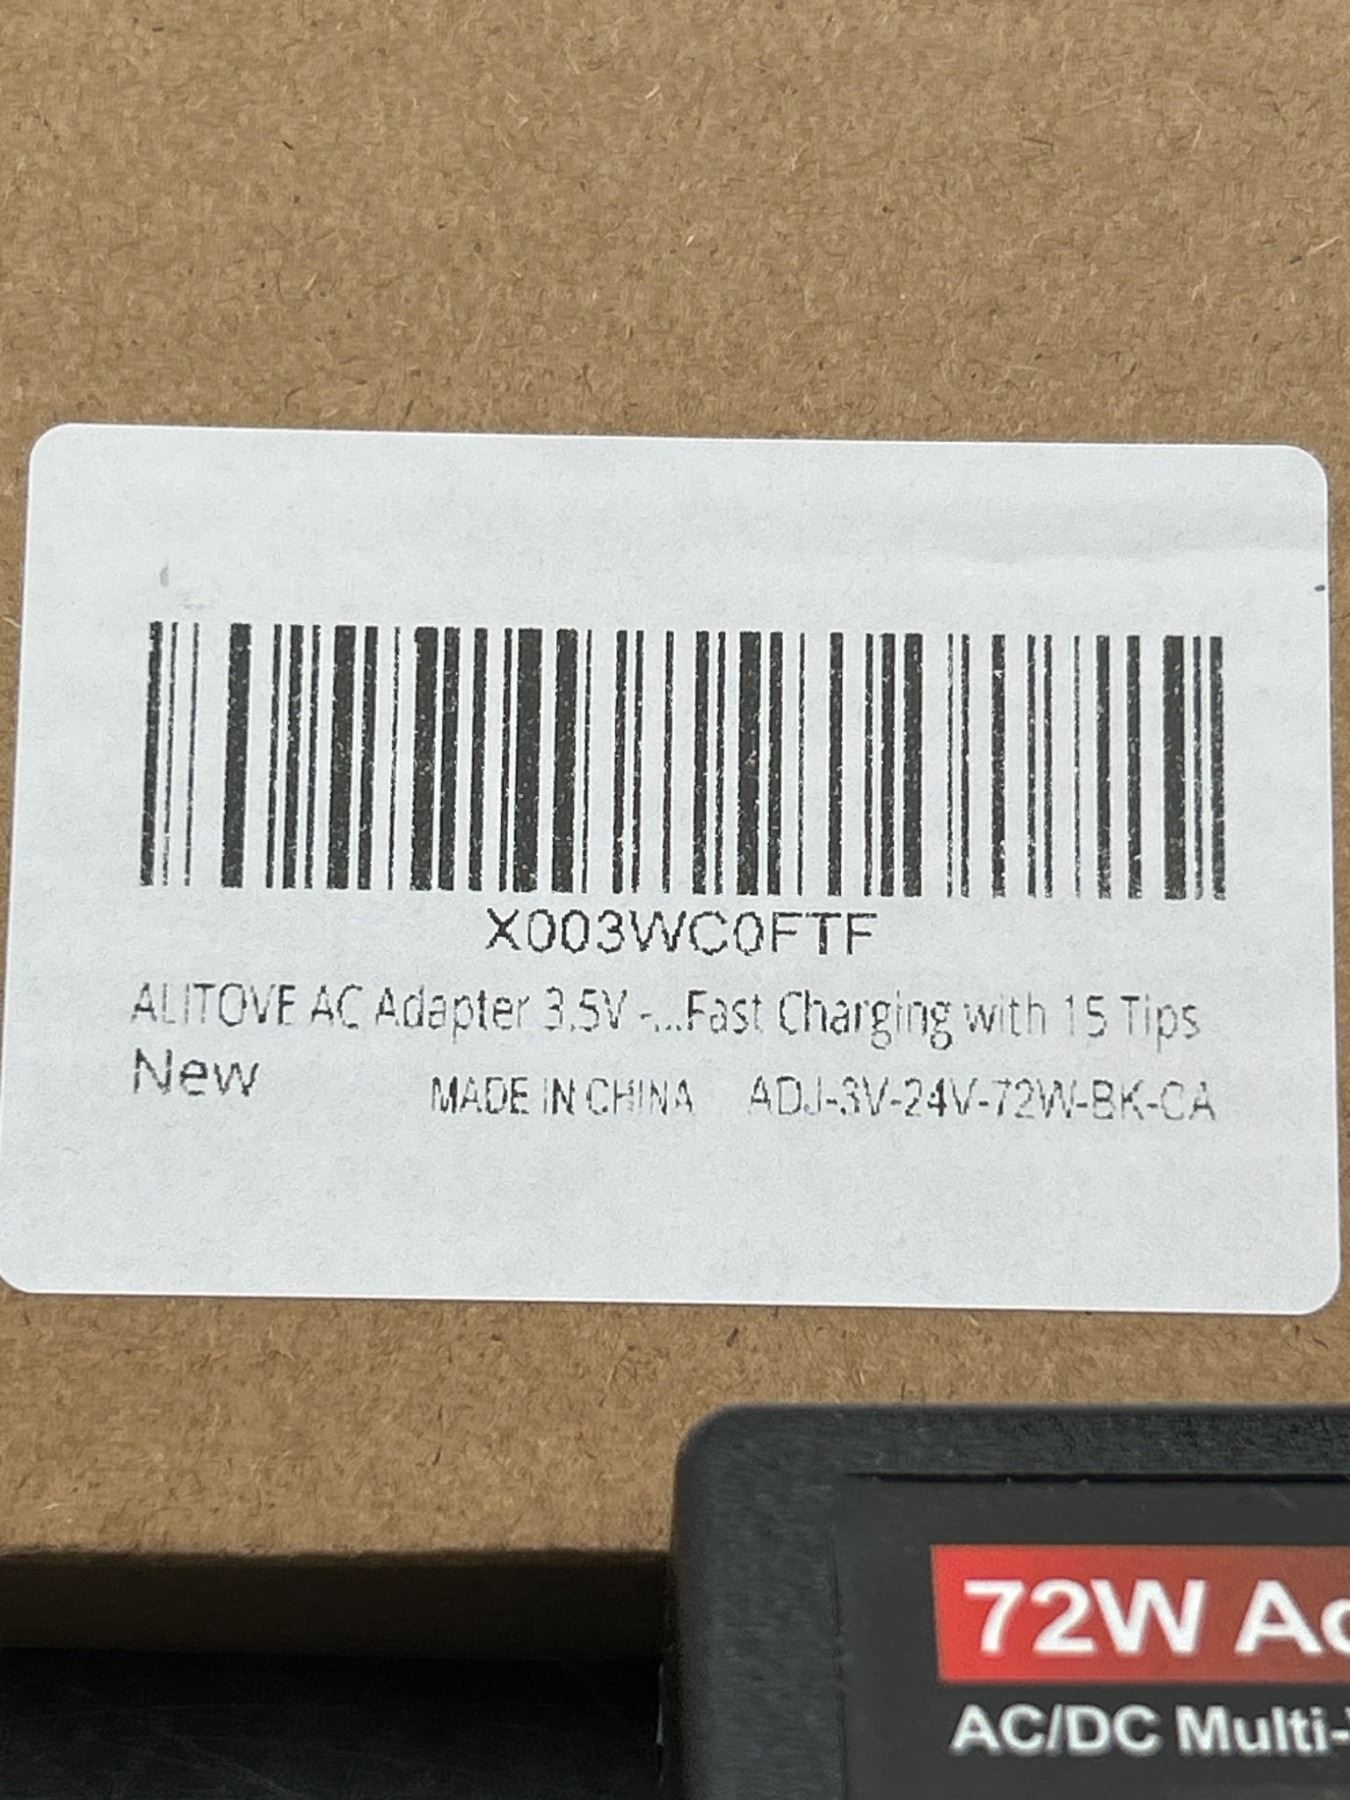 X003WC0FTF
ALITOVE AC Adapter 3.5V -...Fast Charging with 15 Tips
New MADE IN CHINA ADJ-3V-24V-72W-BK-CA
72W
AC/DC Multi-